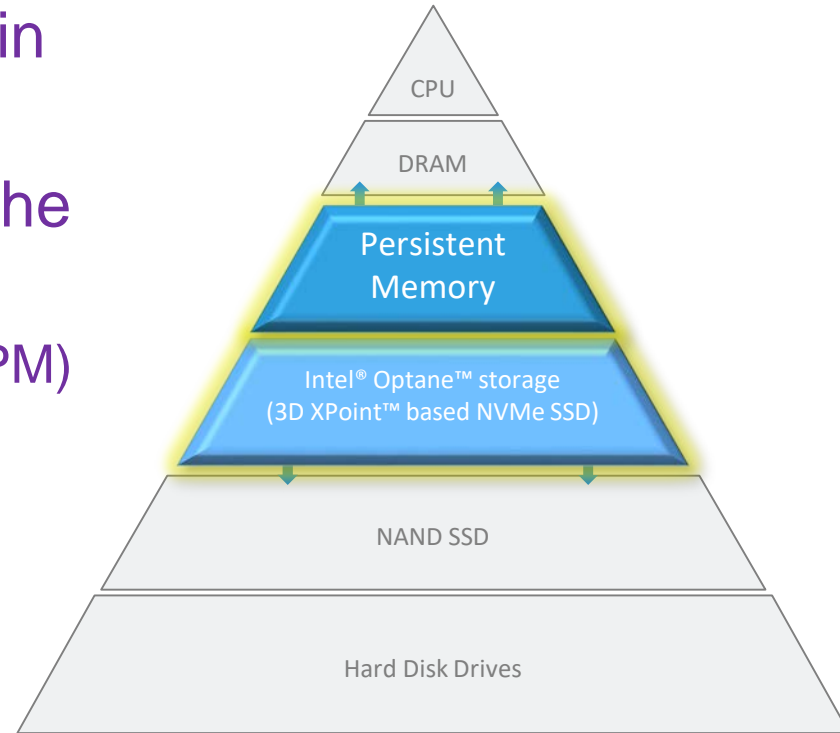 in
he
PM)
CPU
DRAM
Persistent
Memory
Intel® Optane™ storage
(3D XPoint™ based NVMe SSD)
NAND SSD
Hard Disk Drives